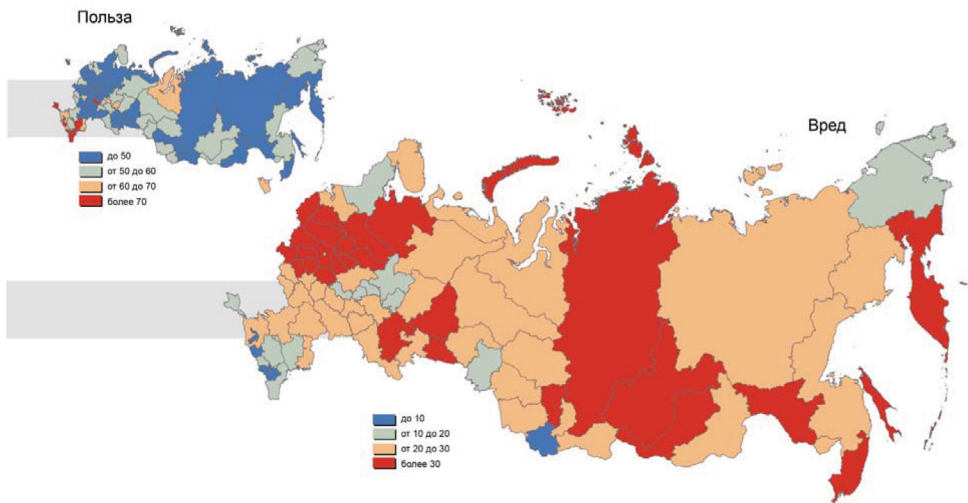 Польза
до 50
от 50 до 60
от 60 до 70
более 70
Вред
до 10
от 10 до 20
от 20 до 30
более 30